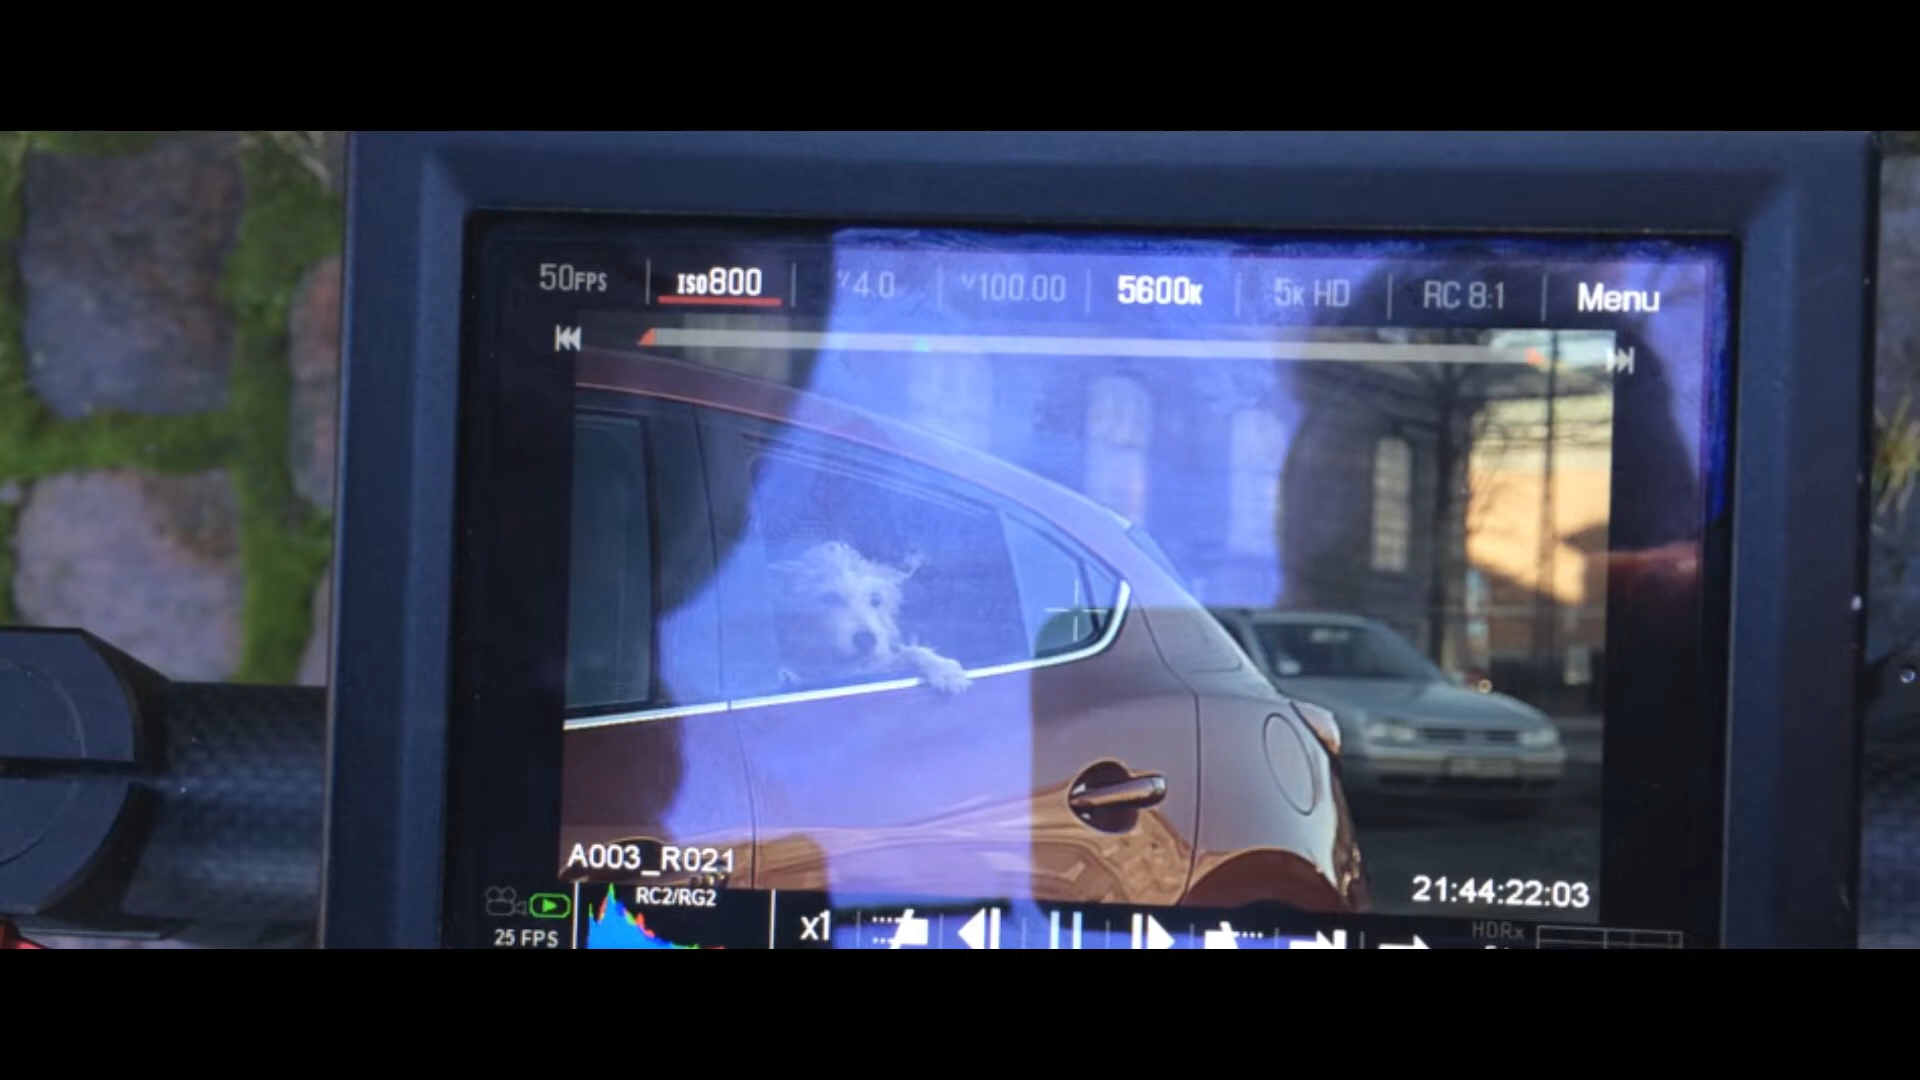 50FPS ISO800 4.0 1/100.00 5600K 5K HD RC 8:1 Menu
A003_R021
21:44:22:03
RC2/RG2
x1
HDRx
25 FPS